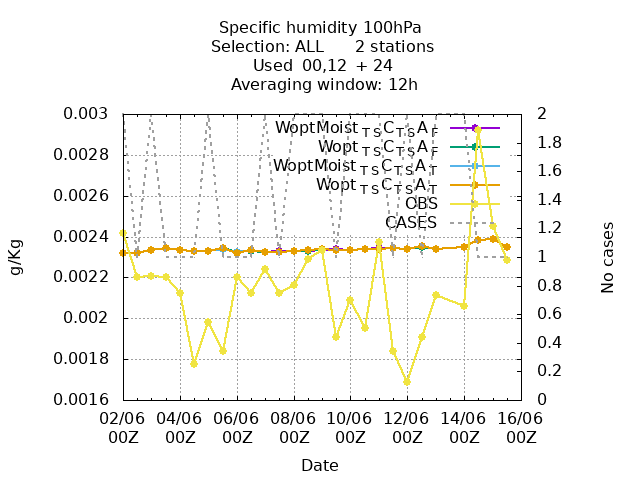 Specific humidity 100hPa
Selection: ALL 2 stations
Used 00,12 + 24
Averaging window: 12h
WoptMoist TSCTSAF
Wopt TSCTSAF
WoptMoist TSCTSAT
Wopt TSCTSAT
OBS
CASES
0.003
0.0028
0.0026
0.0024
0.0022
0.002
0.0018
0.0016
g/Kg
2
1.8
1.6
1.4
1.2
1
0.8
0.6
0.4
0.2
0
No cases
02/06 04/06 06/06 08/06 10/06 12/06 14/06 16/06
00Z 00Z 00Z 00Z 00Z 00Z 00Z 00Z
Date